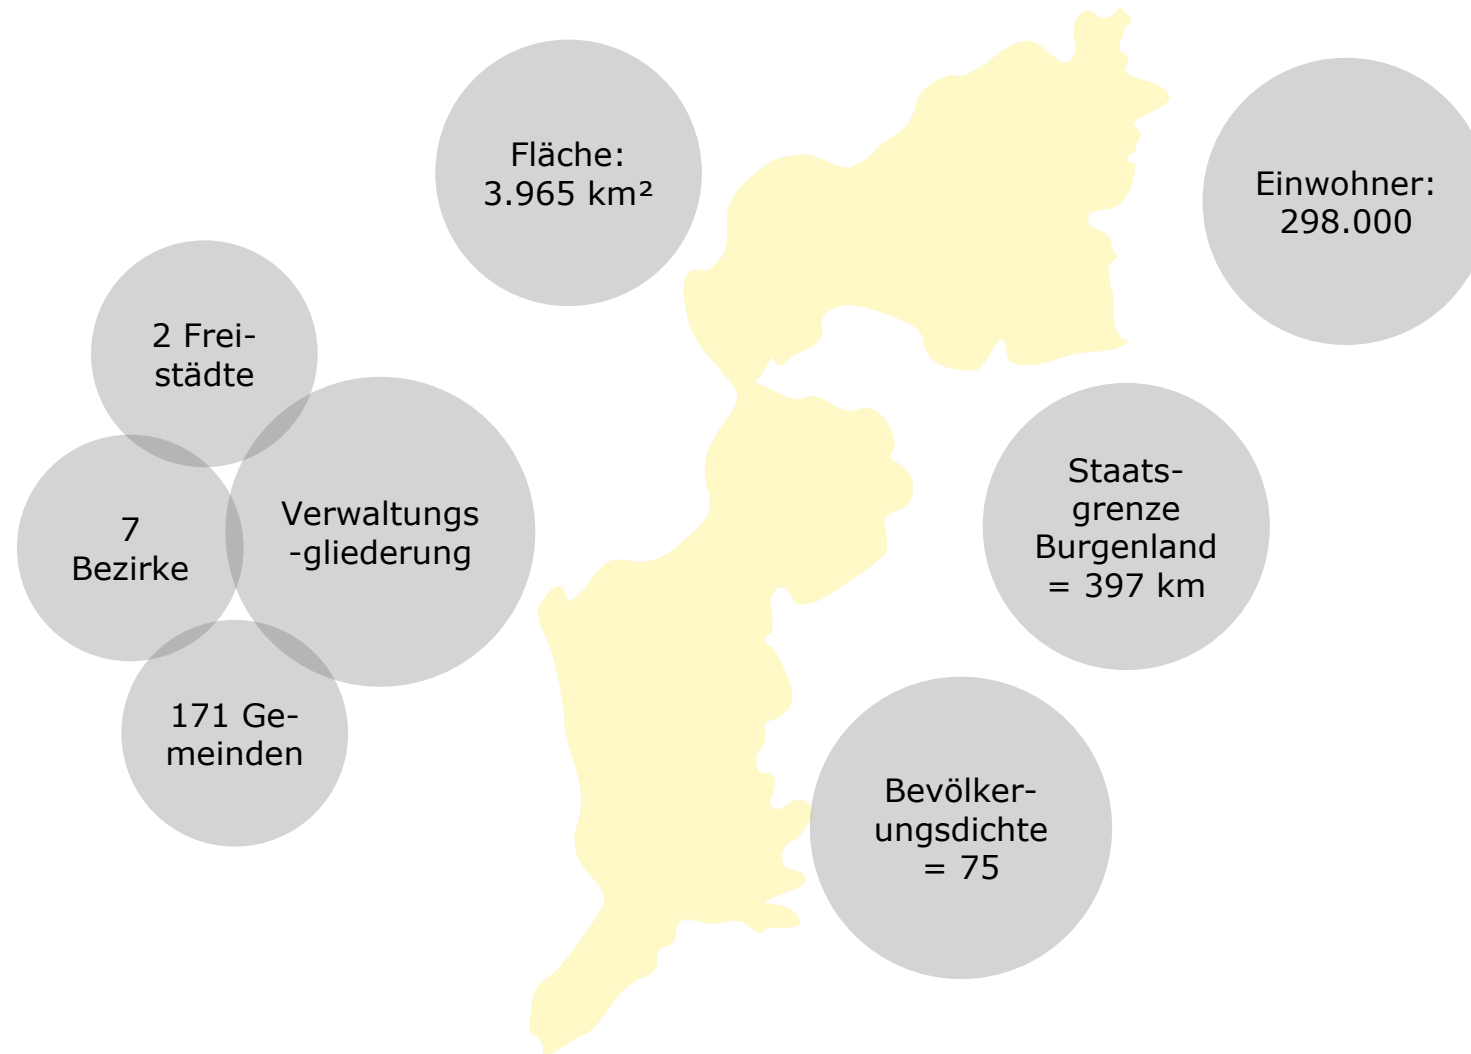 Fläche:
3.965 km²
Einwohner:
298.000
2 Frei-
städte
7
Bezirke
Verwaltungs
-gliederung
171 Ge-
meinden
Staats-
grenze
Burgenland
= 397 km
Bevölker-
ungsdichte
= 75